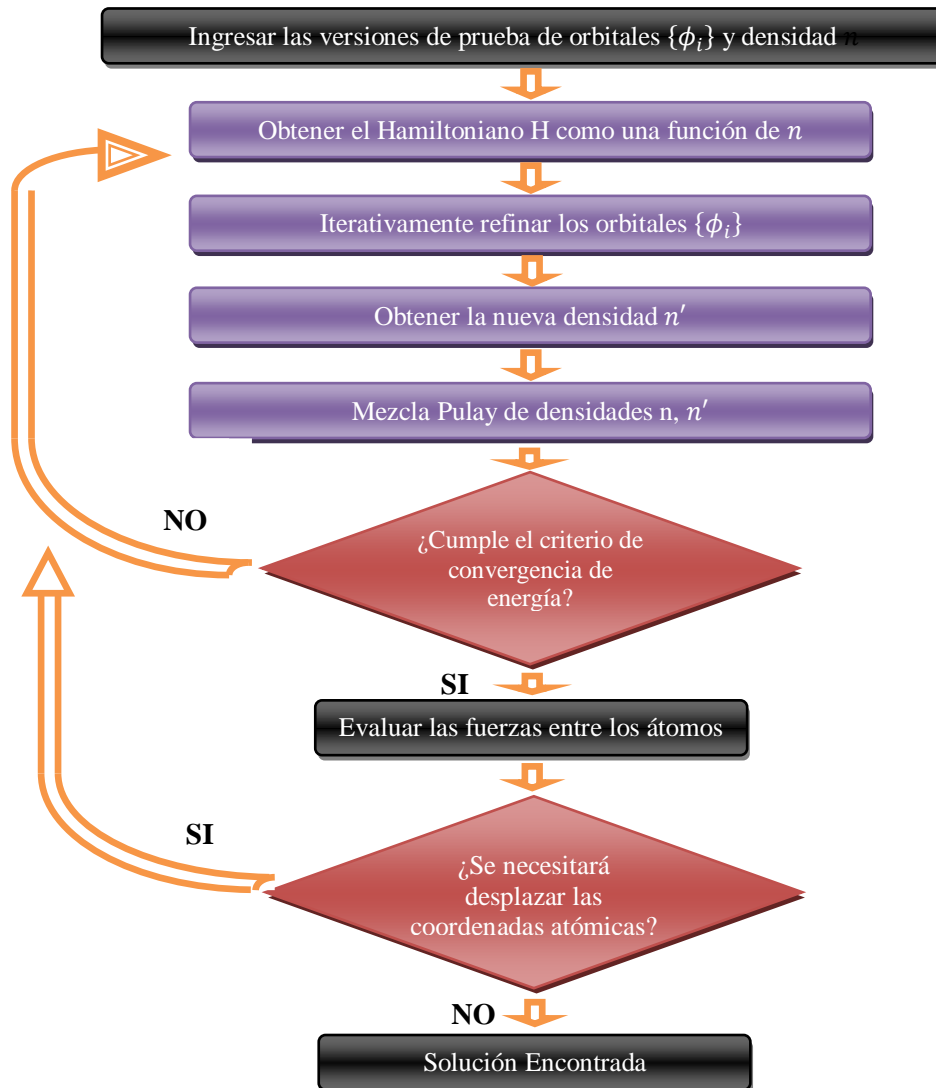 Ingresar las versiones de prueba de orbitales {ϕᵢ} y densidad n
Obtener el Hamiltoniano H como una función de n
Iterativamente refinar los orbitales {ϕᵢ}
Obtener la nueva densidad n′
Mezcla Pulay de densidades n, n′
NO
¿Cumple el criterio de
convergencia de
energía?
SI
Evaluar las fuerzas entre los átomos
SI
¿Se necesitará
desplazar las
coordenadas atómicas?
NO
Solución Encontrada